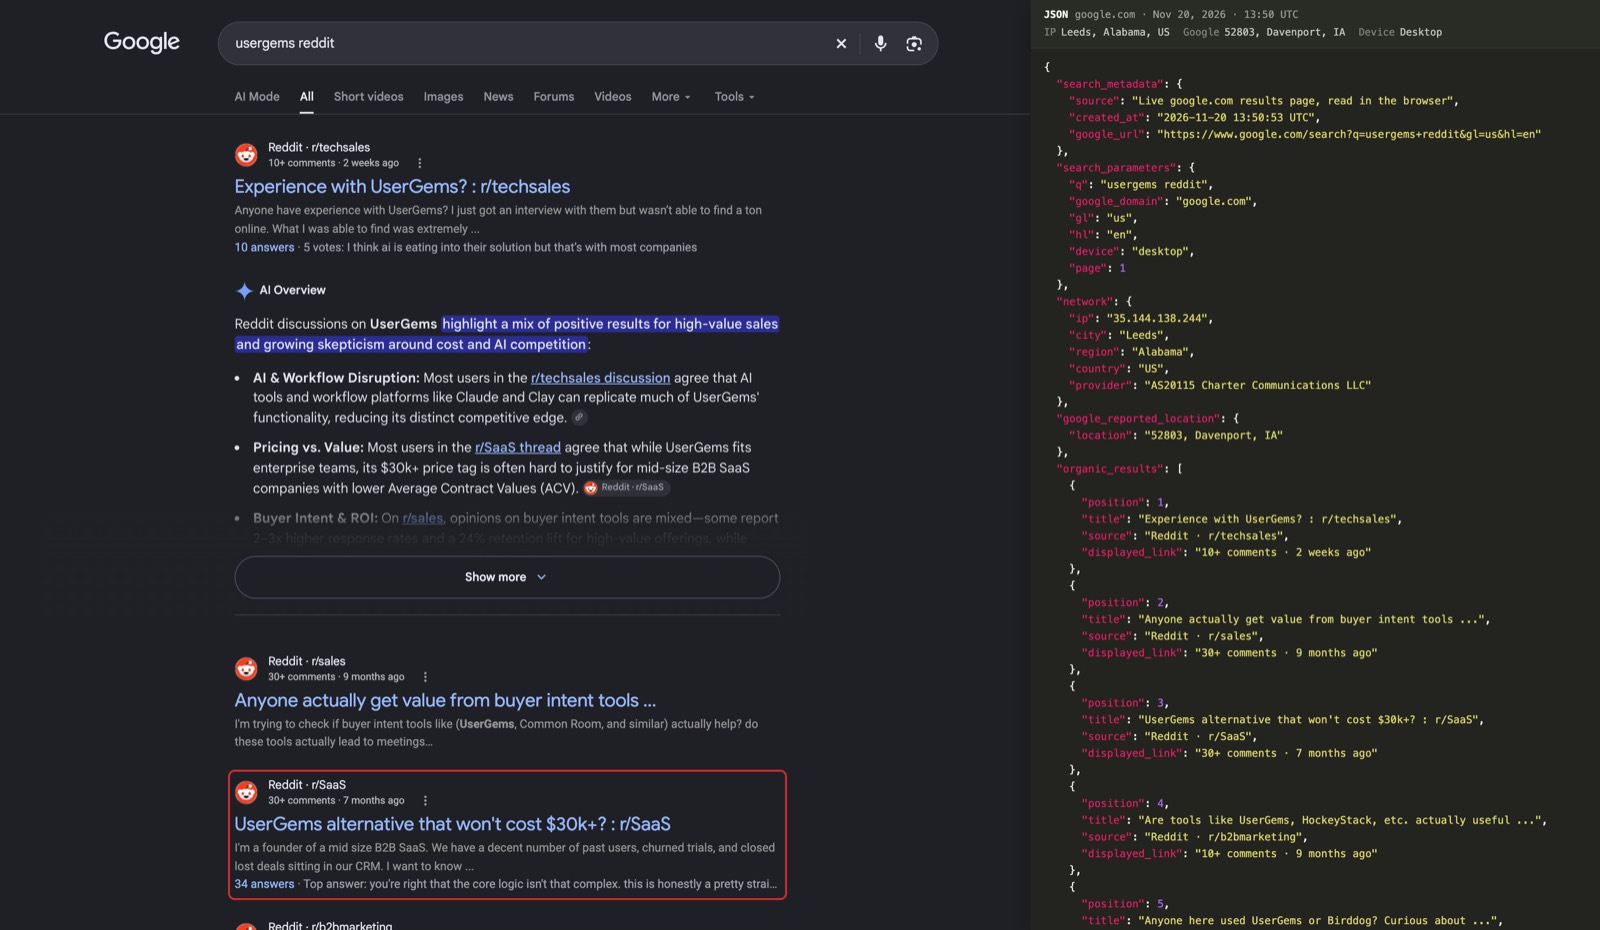 Google
usergems reddit
AI Mode
All
Short videos
Images
News
Forums
Videos
More
Tools
Reddit · r/techsales
10+ comments · 2 weeks ago
Experience with UserGems? : r/techsales
Anyone have experience with UserGems? I just got an interview with them but wasn't able to find a ton
online. What I was able to find was extremely ...
10 answers · 5 votes: I think ai is eating into their solution but that's with most companies
AI Overview
Reddit discussions on UserGems highlight a mix of positive results for high-value sales
and growing skepticism around cost and AI competition:
• AI & Workflow Disruption: Most users in the r/techsales discussion agree that AI
tools and workflow platforms like Claude and Clay can replicate much of UserGems'
functionality, reducing its distinct competitive edge.
• Pricing vs. Value: Most users in the r/SaaS thread agree that while UserGems fits
enterprise teams, its $30k+ price tag is often hard to justify for mid-size B2B SaaS
companies with lower Average Contract Values (ACV). Reddit · r/SaaS
• Buyer Intent & ROI: On r/sales, opinions on buyer intent tools are mixed—some report
2–3x higher response rates and a 24% retention lift for high-value offerings, while
Show more
Reddit · r/sales
30+ comments · 9 months ago
Anyone actually get value from buyer intent tools ...
I'm trying to check if buyer intent tools like (UserGems, Common Room, and similar) actually help? do
these tools actually lead to meetings...
Reddit · r/SaaS
30+ comments · 7 months ago
UserGems alternative that won't cost $30k+? : r/SaaS
I'm a founder of a mid size B2B SaaS. We have a decent number of past users, churned trials, and closed
lost deals sitting in our CRM. I want to know ...
34 answers · Top answer: you're right that the core logic isn't that complex. this is honestly a pretty strai...
Reddit · r/b2bmarketing
JSON google.com · Nov 20, 2026 · 13:50 UTC
IP Leeds, Alabama, US Google 52803, Davenport, IA Device Desktop
{
"search_metadata": {
"source": "Live google.com results page, read in the browser",
"created_at": "2026-11-20 13:50:53 UTC",
"google_url": "https://www.google.com/search?q=usergems+reddit&gl=us&hl=en"
},
"search_parameters": {
"q": "usergems reddit",
"google_domain": "google.com",
"gl": "us",
"hl": "en",
"device": "desktop",
"page": 1
},
"network": {
"ip": "35.144.138.244",
"city": "Leeds",
"region": "Alabama",
"country": "US",
"provider": "AS20115 Charter Communications LLC"
},
"google_reported_location": {
"location": "52803, Davenport, IA"
},
"organic_results": [
{
"position": 1,
"title": "Experience with UserGems? : r/techsales",
"source": "Reddit · r/techsales",
"displayed_link": "10+ comments · 2 weeks ago"
},
{
"position": 2,
"title": "Anyone actually get value from buyer intent tools ...",
"source": "Reddit · r/sales",
"displayed_link": "30+ comments · 9 months ago"
},
{
"position": 3,
"title": "UserGems alternative that won't cost $30k+? : r/SaaS",
"source": "Reddit · r/SaaS",
"displayed_link": "30+ comments · 7 months ago"
},
{
"position": 4,
"title": "Are tools like UserGems, HockeyStack, etc. actually useful ...",
"source": "Reddit · r/b2bmarketing",
"displayed_link": "10+ comments · 9 months ago"
},
{
"position": 5,
"title": "Anyone here used UserGems or Birddog? Curious about ...",